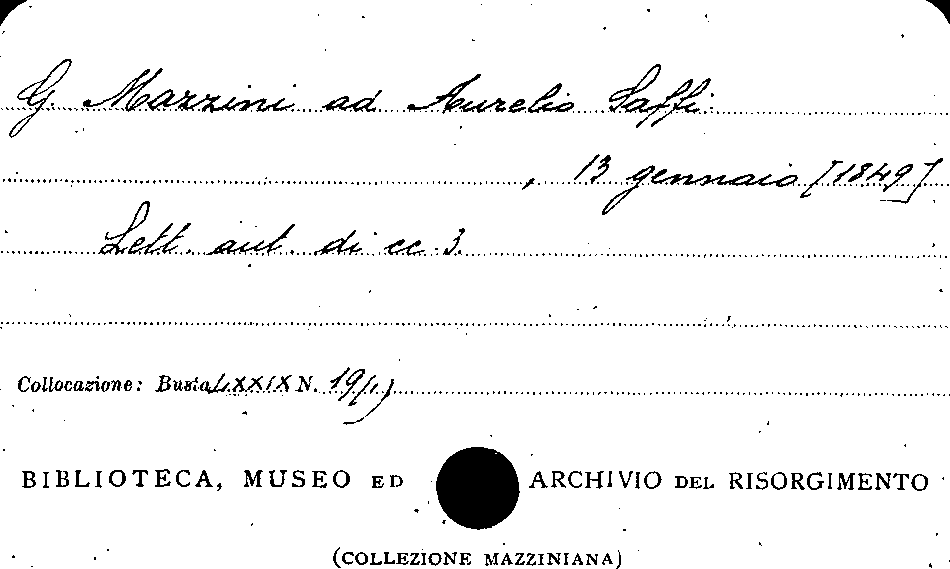 G. Mazzini ad Aurelio Saffi.
, 13 gennaio [1849]
Lett. aut. di cc. 3.
Collocazione: Busta LXXIX N. 19/1)
BIBLIOTECA, MUSEO ED ARCHIVIO DEL RISORGIMENTO
(COLLEZIONE MAZZINIANA)